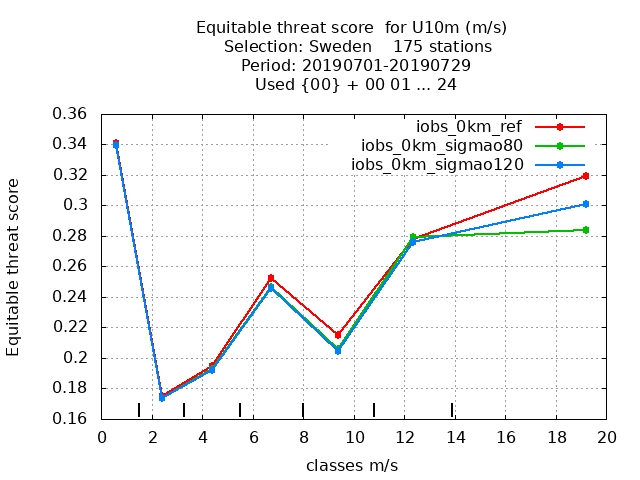 Equitable threat score  for U10m (m/s)
Selection: Sweden    175 stations
Period: 20190701-20190729
Used {00} + 00 01 ... 24
iobs_0km_ref
iobs_0km_sigmao80
iobs_0km_sigmao120
Equitable threat score
0.36
0.34
0.32
0.3
0.28
0.26
0.24
0.22
0.2
0.18
0.16
0 2 4 6 8 10 12 14 16 18 20
classes m/s